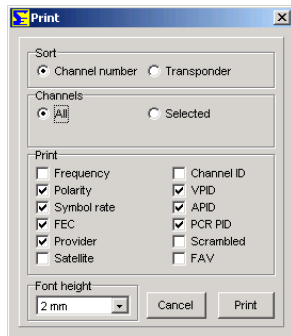 Print
Sort
Channel number Transponder
Channels
All Selected
Print
Frequency Channel ID
Polarity VPID
Symbol rate APID
FEC PCR PID
Provider Scrambled
Satellite FAV
Font height
2 mm Cancel Print